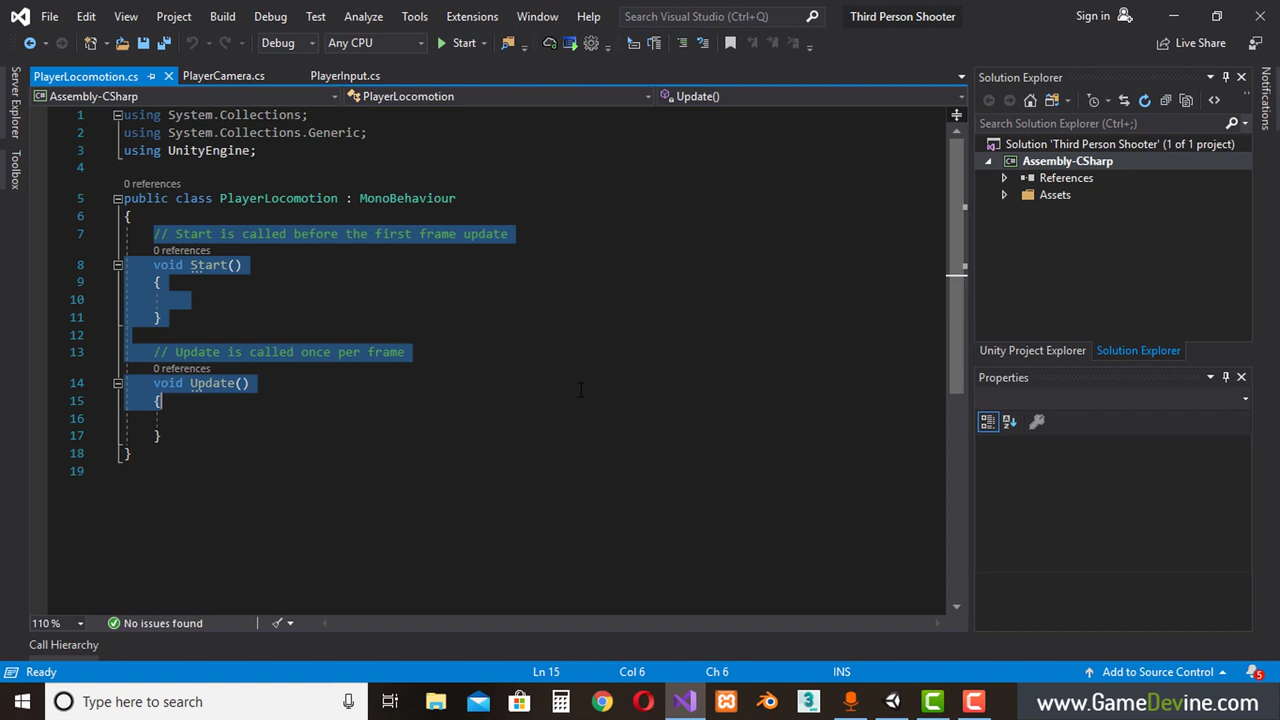 File Edit View Project Build Debug Test Analyze Tools Extensions Window Help Search Visual Studio (Ctrl+Q) Third Person Shooter Sign in
Debug Any CPU Start Live Share
PlayerLocomotion.cs PlayerCamera.cs PlayerInput.cs
Assembly-CSharp PlayerLocomotion Update()
Server Explorer
Toolbox
1 using System.Collections;
2 using System.Collections.Generic;
3 using UnityEngine;
4
0 references
5 public class PlayerLocomotion : MonoBehaviour
6 {
7 // Start is called before the first frame update
0 references
8 void Start()
9 {
10
11 }
12
13 // Update is called once per frame
0 references
14 void Update()
15 {
16
17 }
18 }
19
110 % No issues found
Call Hierarchy
Solution Explorer
Search Solution Explorer (Ctrl+;)
Solution 'Third Person Shooter' (1 of 1 project)
Assembly-CSharp
References
Assets
Unity Project Explorer Solution Explorer
Properties
Notifications
Ready Ln 15 Col 6 Ch 6 INS Add to Source Control 5
Type here to search
www.GameDevine.com